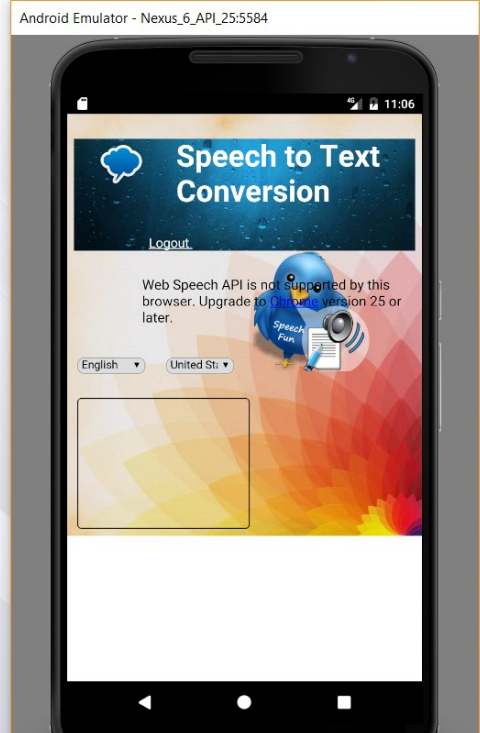 Android Emulator - Nexus_6_API_25:5584
4G 11:06
Speech to Text
Conversion
Logout
Web Speech API is not supported by this
browser. Upgrade to Chrome version 25 or
later.
Speech
Fun
English United Sta